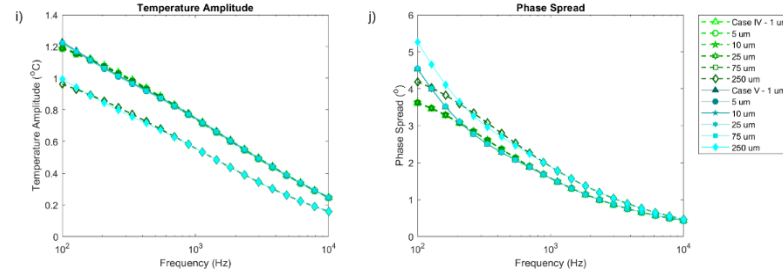 i)
Temperature Amplitude
1.4
1.2
1
0.8
0.6
0.4
0.2
0
10²
10³
10⁴
Temperature Amplitude (°C)
Frequency (Hz)
j)
Phase Spread
6
5
4
3
2
1
0
10²
10³
10⁴
Phase Spread (°)
Frequency (Hz)
Case IV - 1 um
5 um
10 um
25 um
75 um
250 um
Case V - 1 um
5 um
10 um
25 um
75 um
250 um